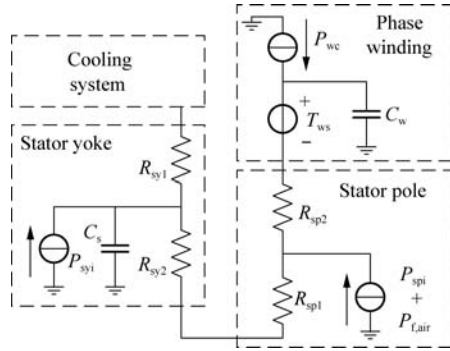 Cooling
system
Stator yoke
R_sy1
C_s
P_syi
R_sy2
Phase
winding
P_wc
+
T_ws
–
C_w
Stator pole
R_sp2
R_sp1
P_spi
+
P_f,air